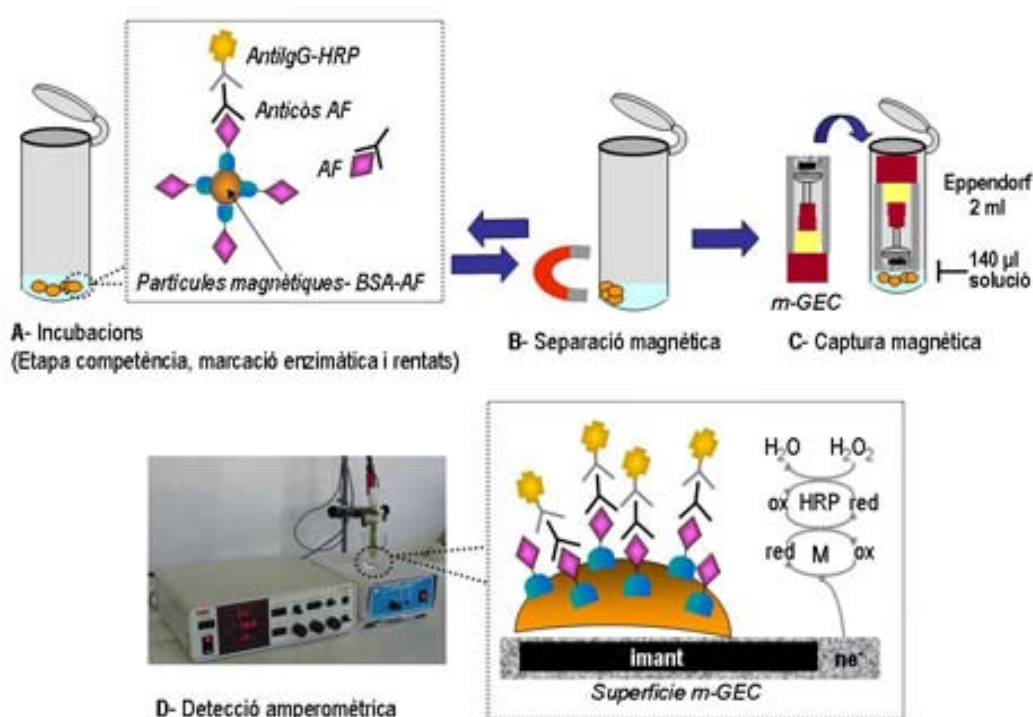 AntiIgG-HRP
Anticòs AF
AF
Partícules magnètiques- BSA-AF
A- Incubacions
(Etapa competència, marcació enzimàtica i rentats)
B- Separació magnètica
m-GEC
Eppendorf
2 ml
140 µl
solució
C- Captura magnètica
D- Detecció amperomètrica
H₂O H₂O₂
ox HRP red
red M ox
imant ne⁻
Superfície m-GEC